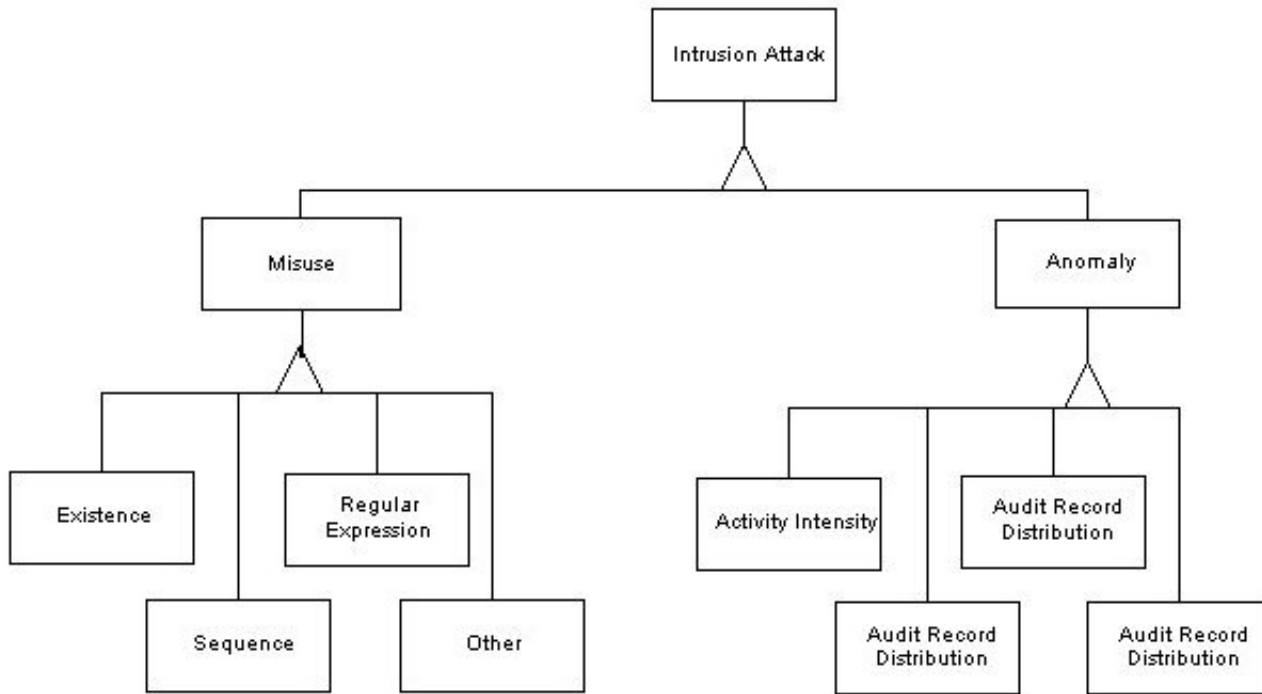 Intrusion Attack
Misuse
Anomaly
Existence
Regular
Expression
Activity Intensity
Audit Record
Distribution
Sequence
Other
Audit Record
Distribution
Audit Record
Distribution